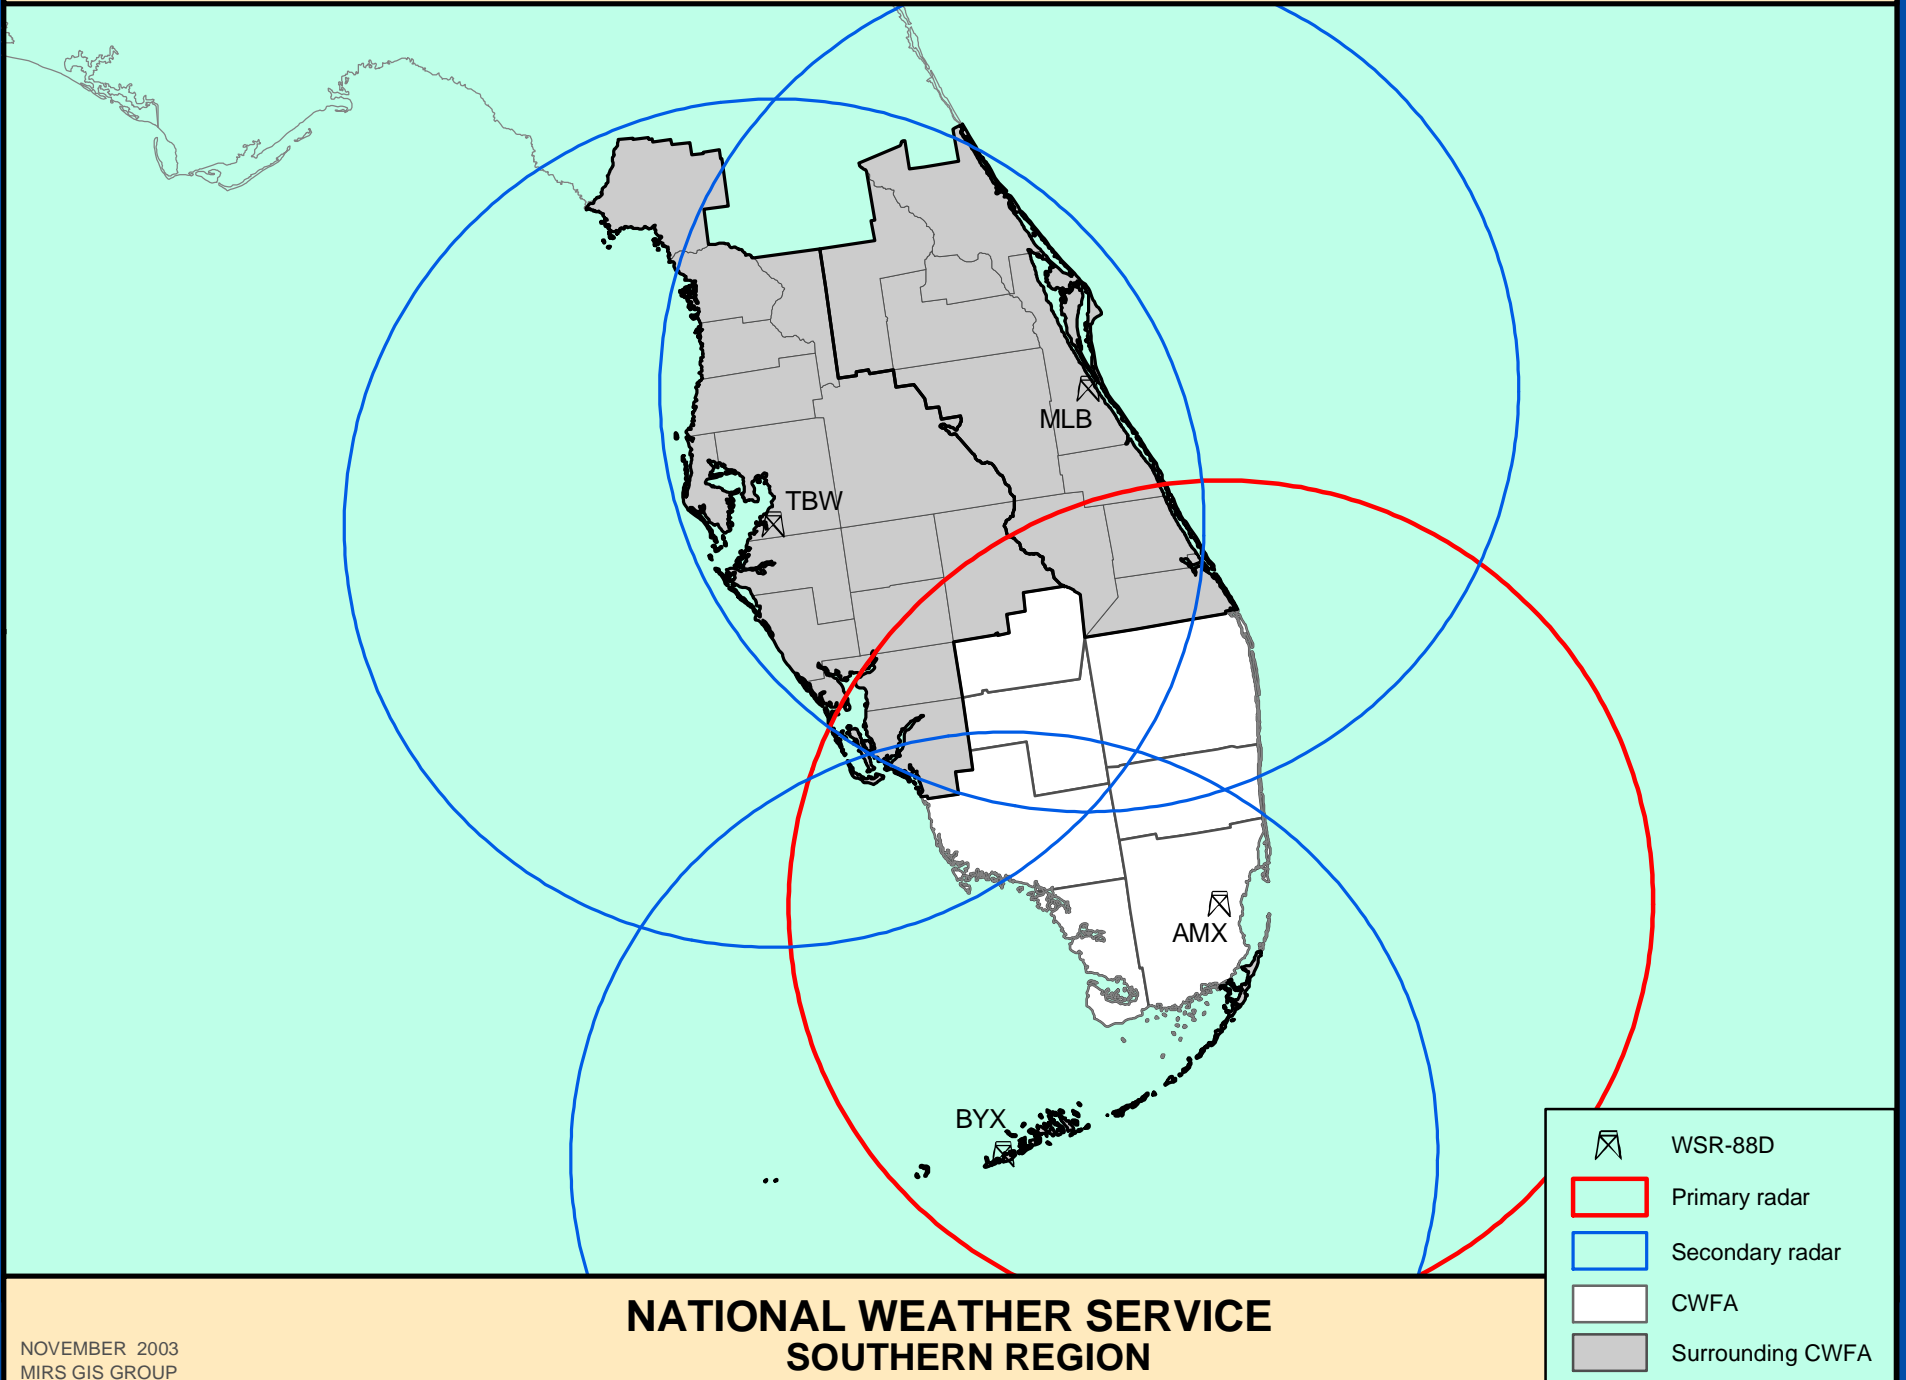 MLB
TBW
AMX
BYX
WSR-88D
Primary radar
Secondary radar
CWFA
Surrounding CWFA
NATIONAL WEATHER SERVICE
SOUTHERN REGION
NOVEMBER 2003
MIRS GIS GROUP